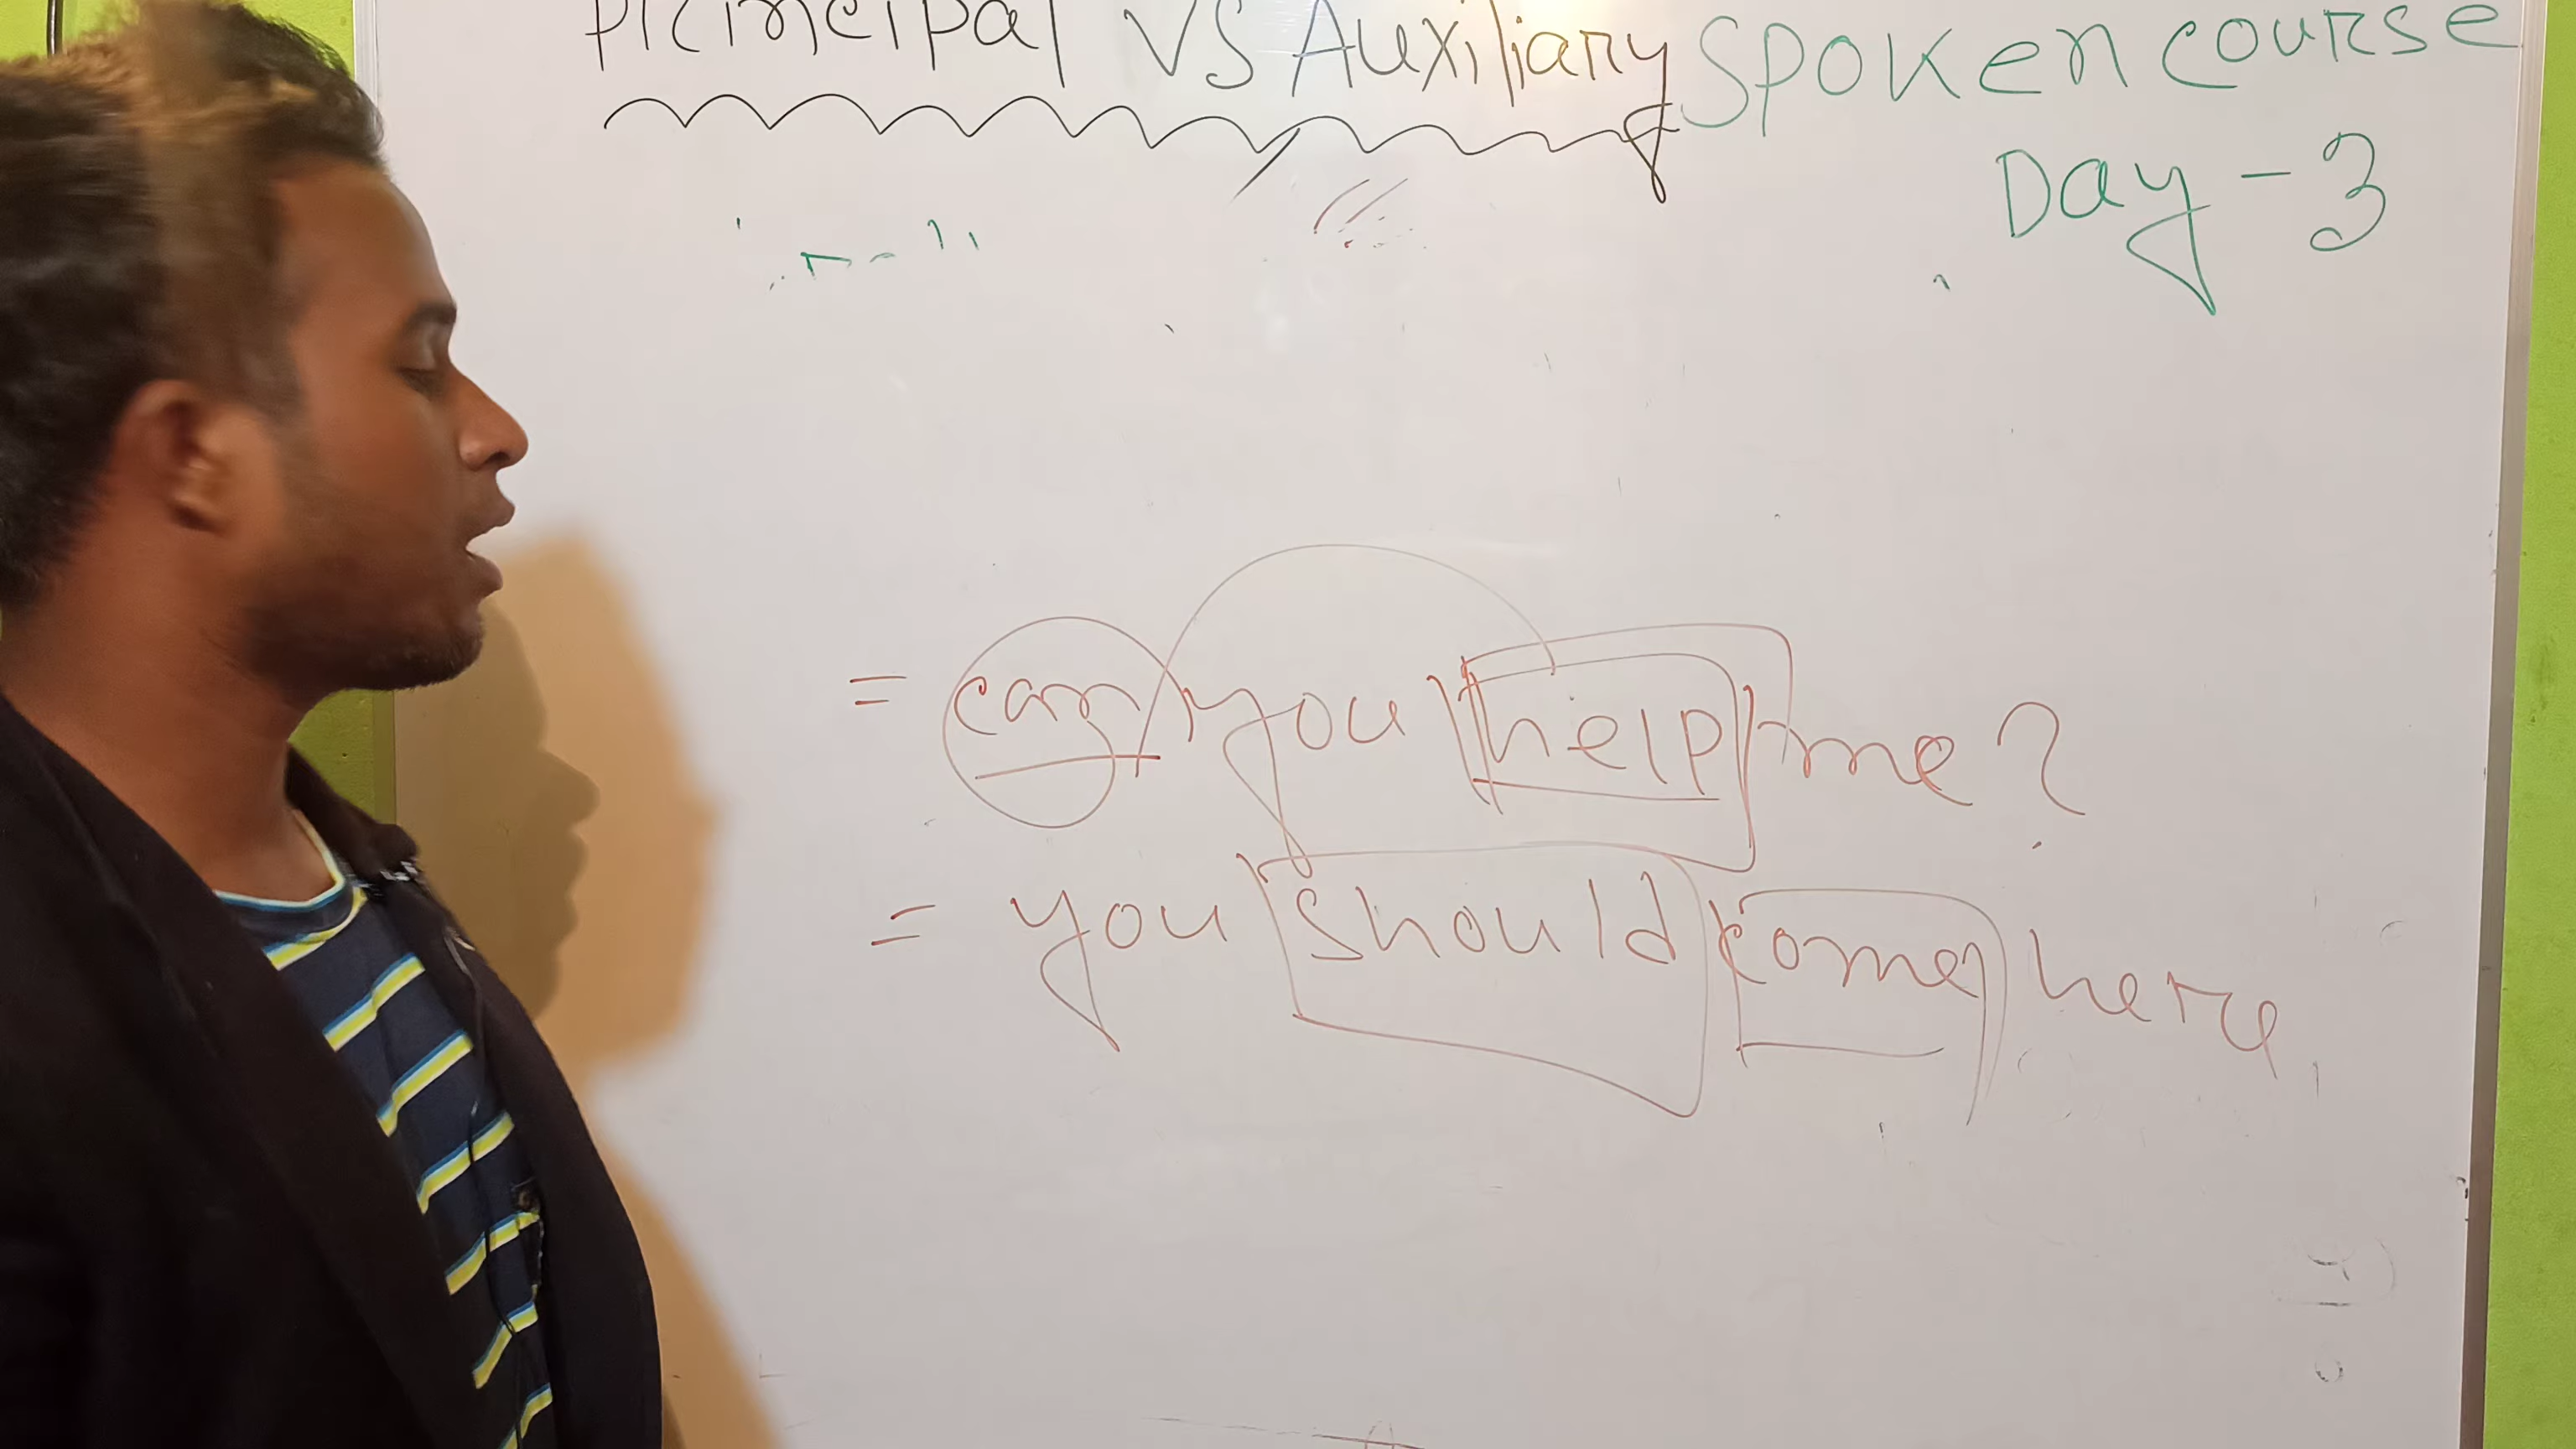 Principal VS Auxiliary
Spoken course
Day - 3
= can you help me?
= you should come here